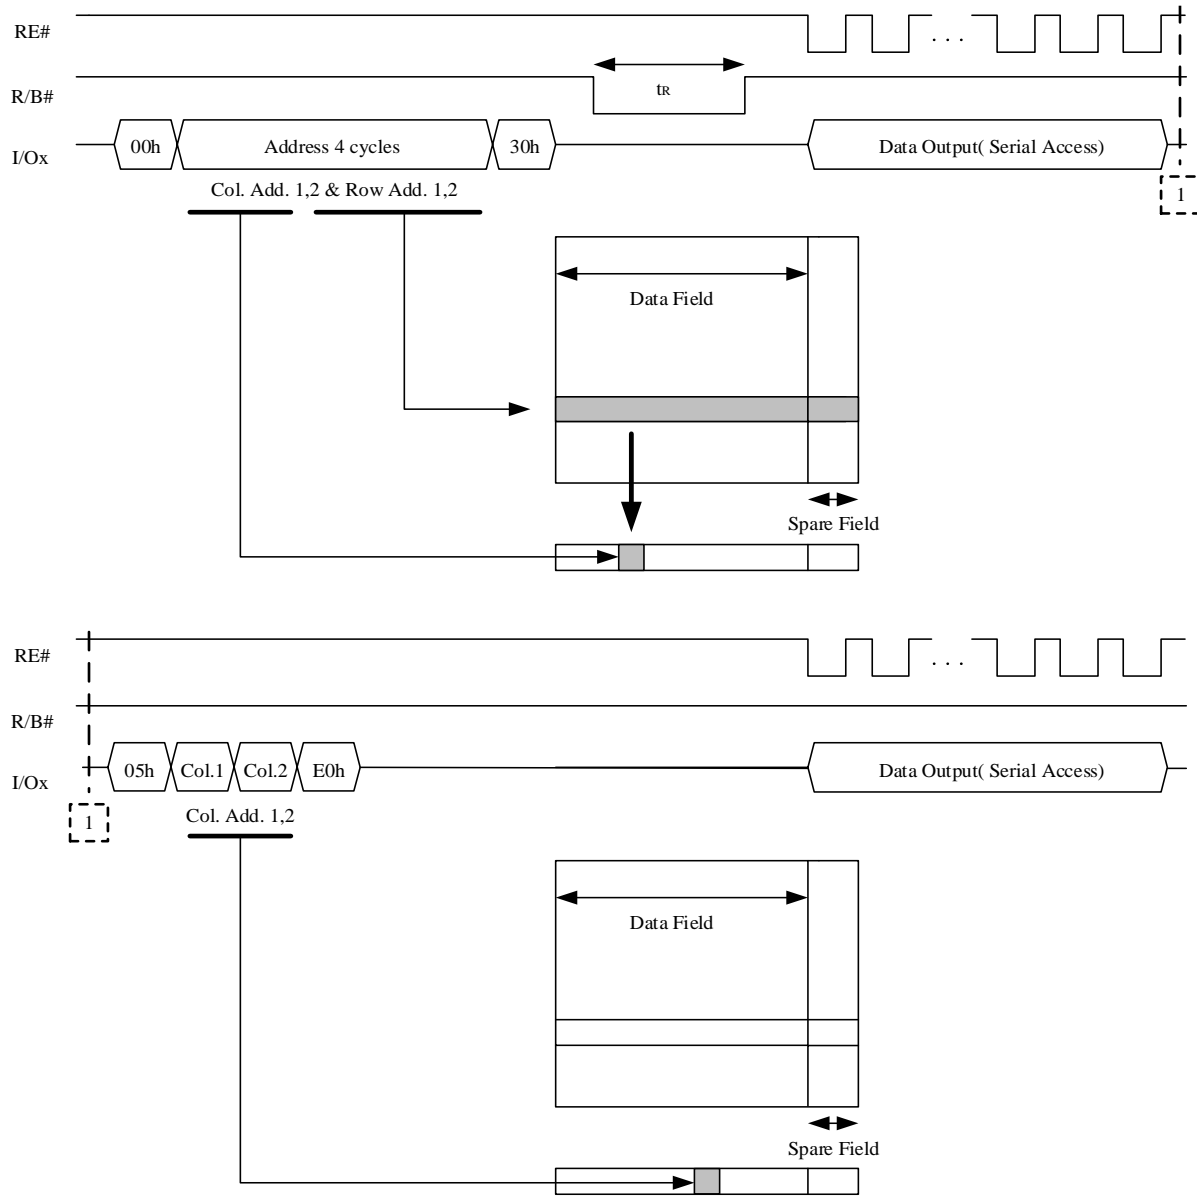 RE#
. . .
R/B#
tR
I/Ox
00h
Address 4 cycles
30h
Data Output( Serial Access)
1
Col. Add. 1,2 & Row Add. 1,2
Data Field
Spare Field
RE#
. . .
R/B#
I/Ox
05h
Col.1
Col.2
E0h
Data Output( Serial Access)
1
Col. Add. 1,2
Data Field
Spare Field